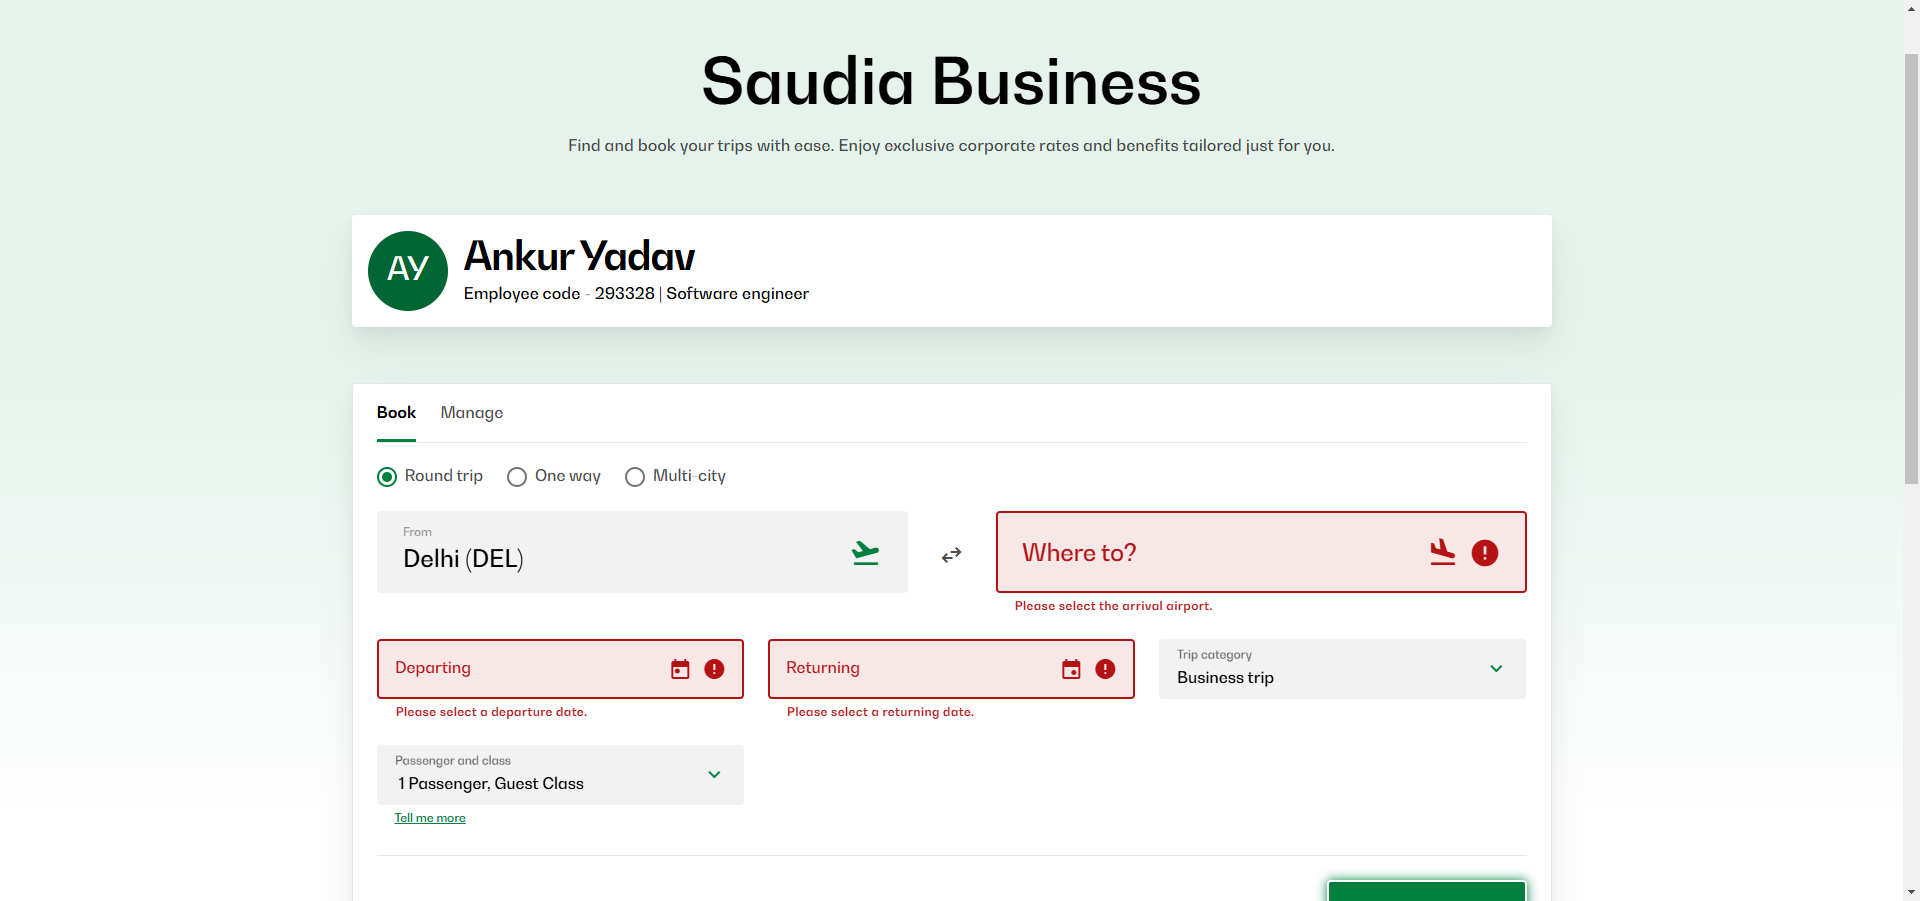 Saudia Business
Find and book your trips with ease. Enjoy exclusive corporate rates and benefits tailored just for you.
AY
Ankur Yadav
Employee code - 293328 | Software engineer
Book
Manage
Round trip
One way
Multi-city
From
Delhi (DEL)
Where to?
Please select the arrival airport.
Departing
Please select a departure date.
Returning
Please select a returning date.
Trip category
Business trip
Passenger and class
1 Passenger, Guest Class
Tell me more